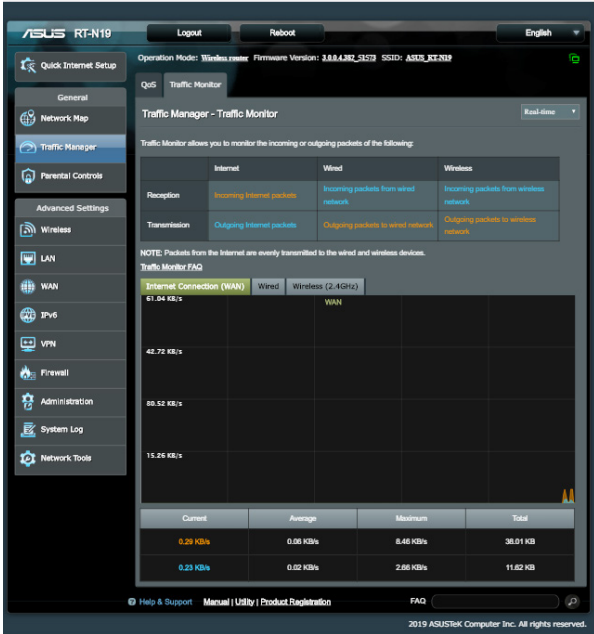 ASUS RT-N19
Logout
Reboot
English
Quick Internet Setup
Operation Mode: Wireless router Firmware Version: 3.0.0.4.382_51573 SSID: ASUS_RT-N19
QoS
Traffic Monitor
General
Network Map
Traffic Manager
Parental Controls
Advanced Settings
Wireless
LAN
WAN
IPv6
VPN
Firewall
Administration
System Log
Network Tools
Traffic Manager - Traffic Monitor
Real-time
Traffic Monitor allows you to monitor the incoming or outgoing packets of the following:
Internet Wired Wireless
Reception
Incoming Internet packets
Incoming packets from wired
network
Incoming packets from wireless
network
Transmission
Outgoing Internet packets
Outgoing packets to wired network
Outgoing packets to wireless
network
NOTE: Packets from the Internet are evenly transmitted to the wired and wireless devices.
Traffic Monitor FAQ
Internet Connection (WAN) Wired Wireless (2.4GHz)
61.04 KB/s
WAN
42.72 KB/s
80.52 KB/s
15.26 KB/s
Current Average Maximum Total
0.29 KB/s 0.06 KB/s 8.46 KB/s 38.01 KB
0.23 KB/s 0.02 KB/s 2.66 KB/s 11.62 KB
Help & Support Manual | Utility | Product Registration FAQ
2019 ASUSTeK Computer Inc. All rights reserved.